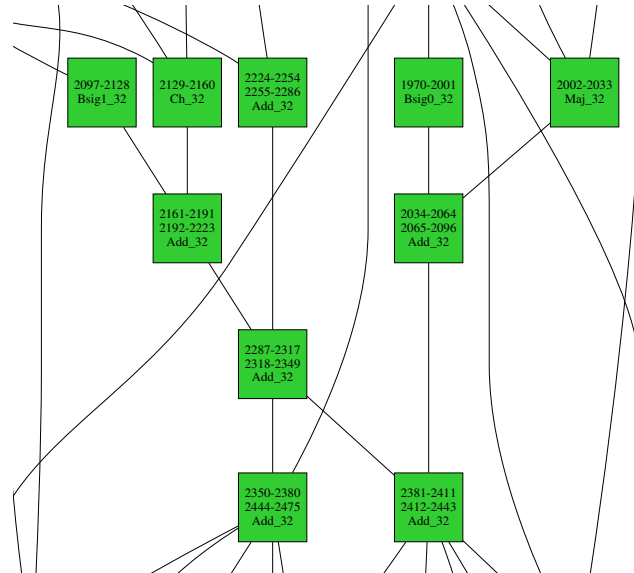 2097-2128
Bsig1_32
2129-2160
Ch_32
2224-2254
2255-2286
Add_32
1970-2001
Bsig0_32
2002-2033
Maj_32
2161-2191
2192-2223
Add_32
2034-2064
2065-2096
Add_32
2287-2317
2318-2349
Add_32
2350-2380
2444-2475
Add_32
2381-2411
2412-2443
Add_32